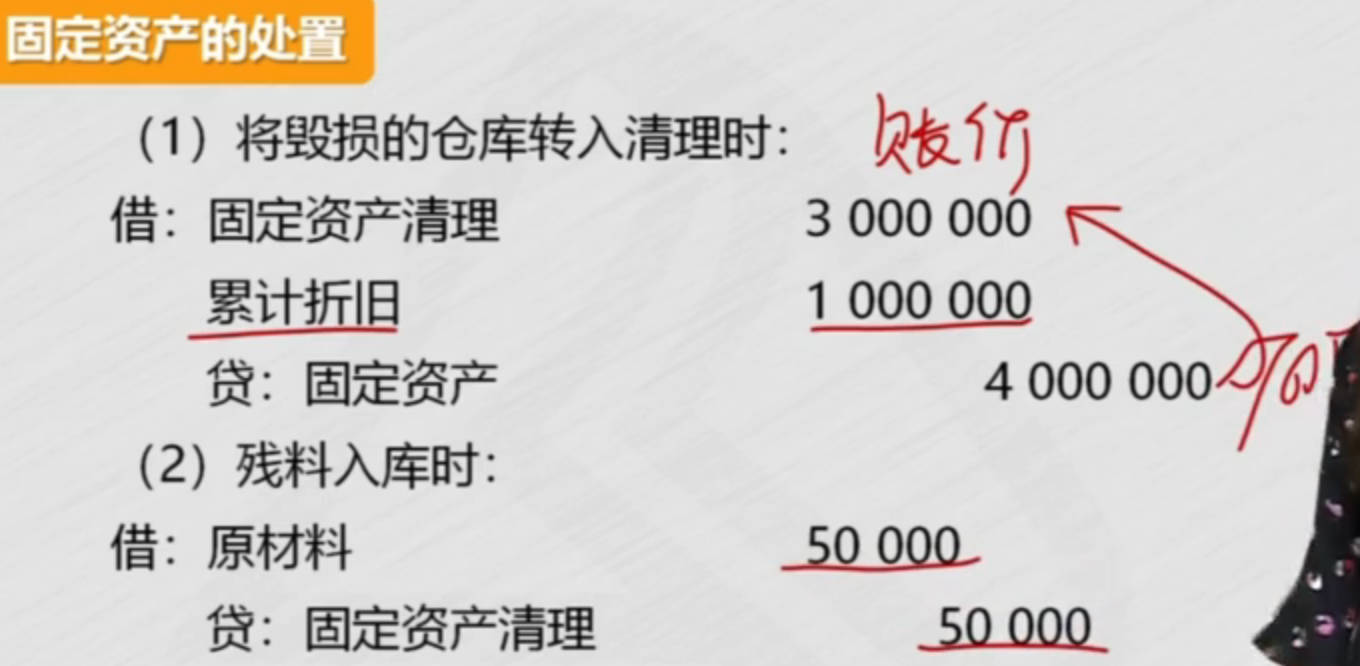 固定资产的处置
（1）将毁损的仓库转入清理时：
账价
借：固定资产清理 3 000 000
累计折旧 1 000 000
贷：固定资产 4 000 000
（2）残料入库时：
借：原材料 50 000
贷：固定资产清理 50 000